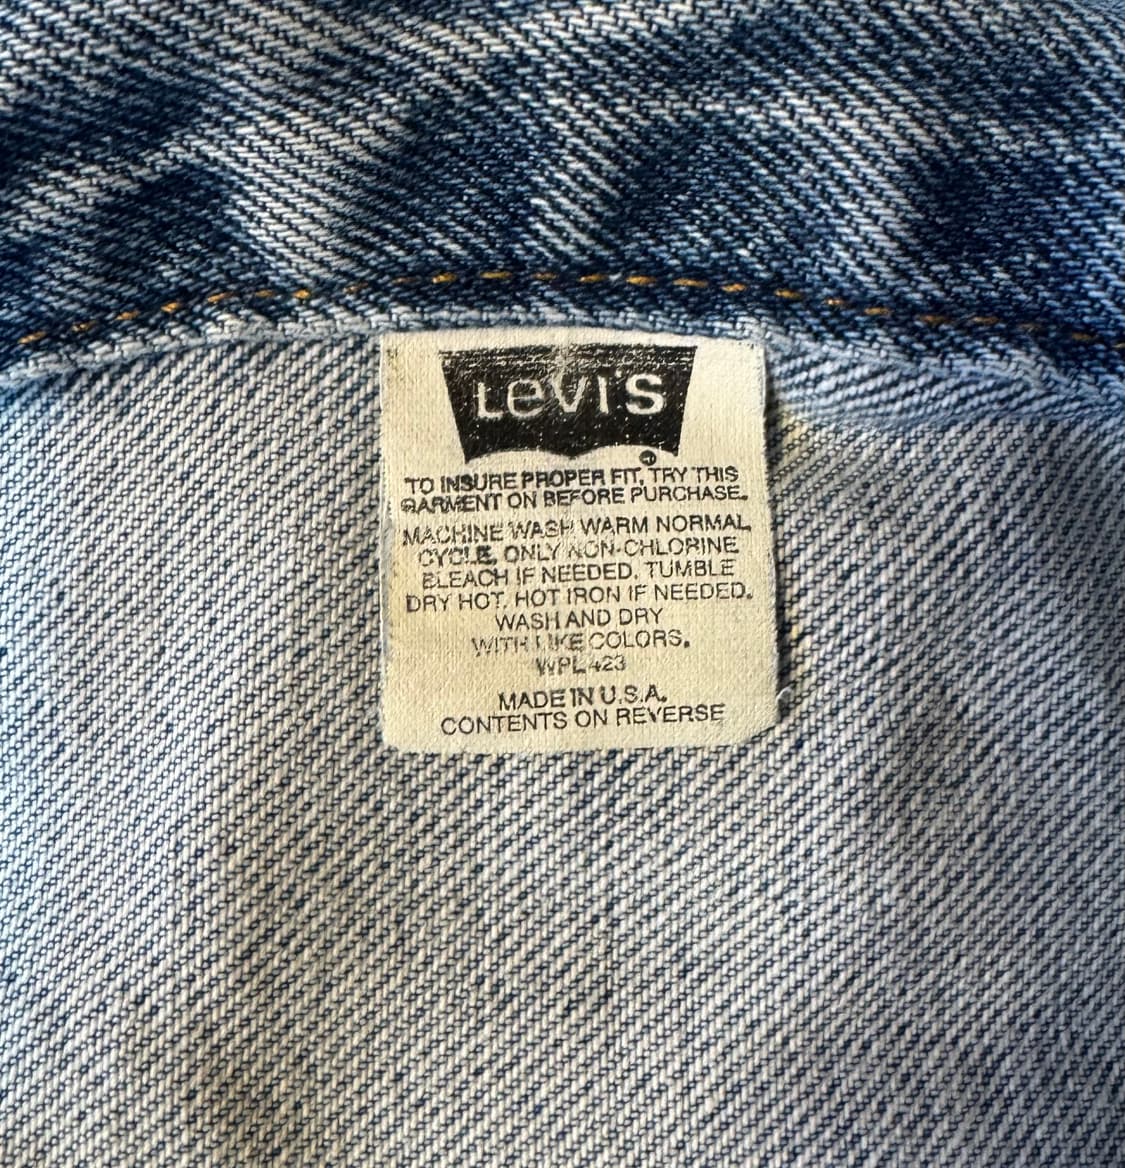 LEVI'S
®
TO INSURE PROPER FIT, TRY THIS
GARMENT ON BEFORE PURCHASE.
MACHINE WASH WARM NORMAL
CYCLE, ONLY NON-CHLORINE
BLEACH IF NEEDED. TUMBLE
DRY HOT. HOT IRON IF NEEDED.
WASH AND DRY
WITH LIKE COLORS.
WPL 423
MADE IN U.S.A.
CONTENTS ON REVERSE